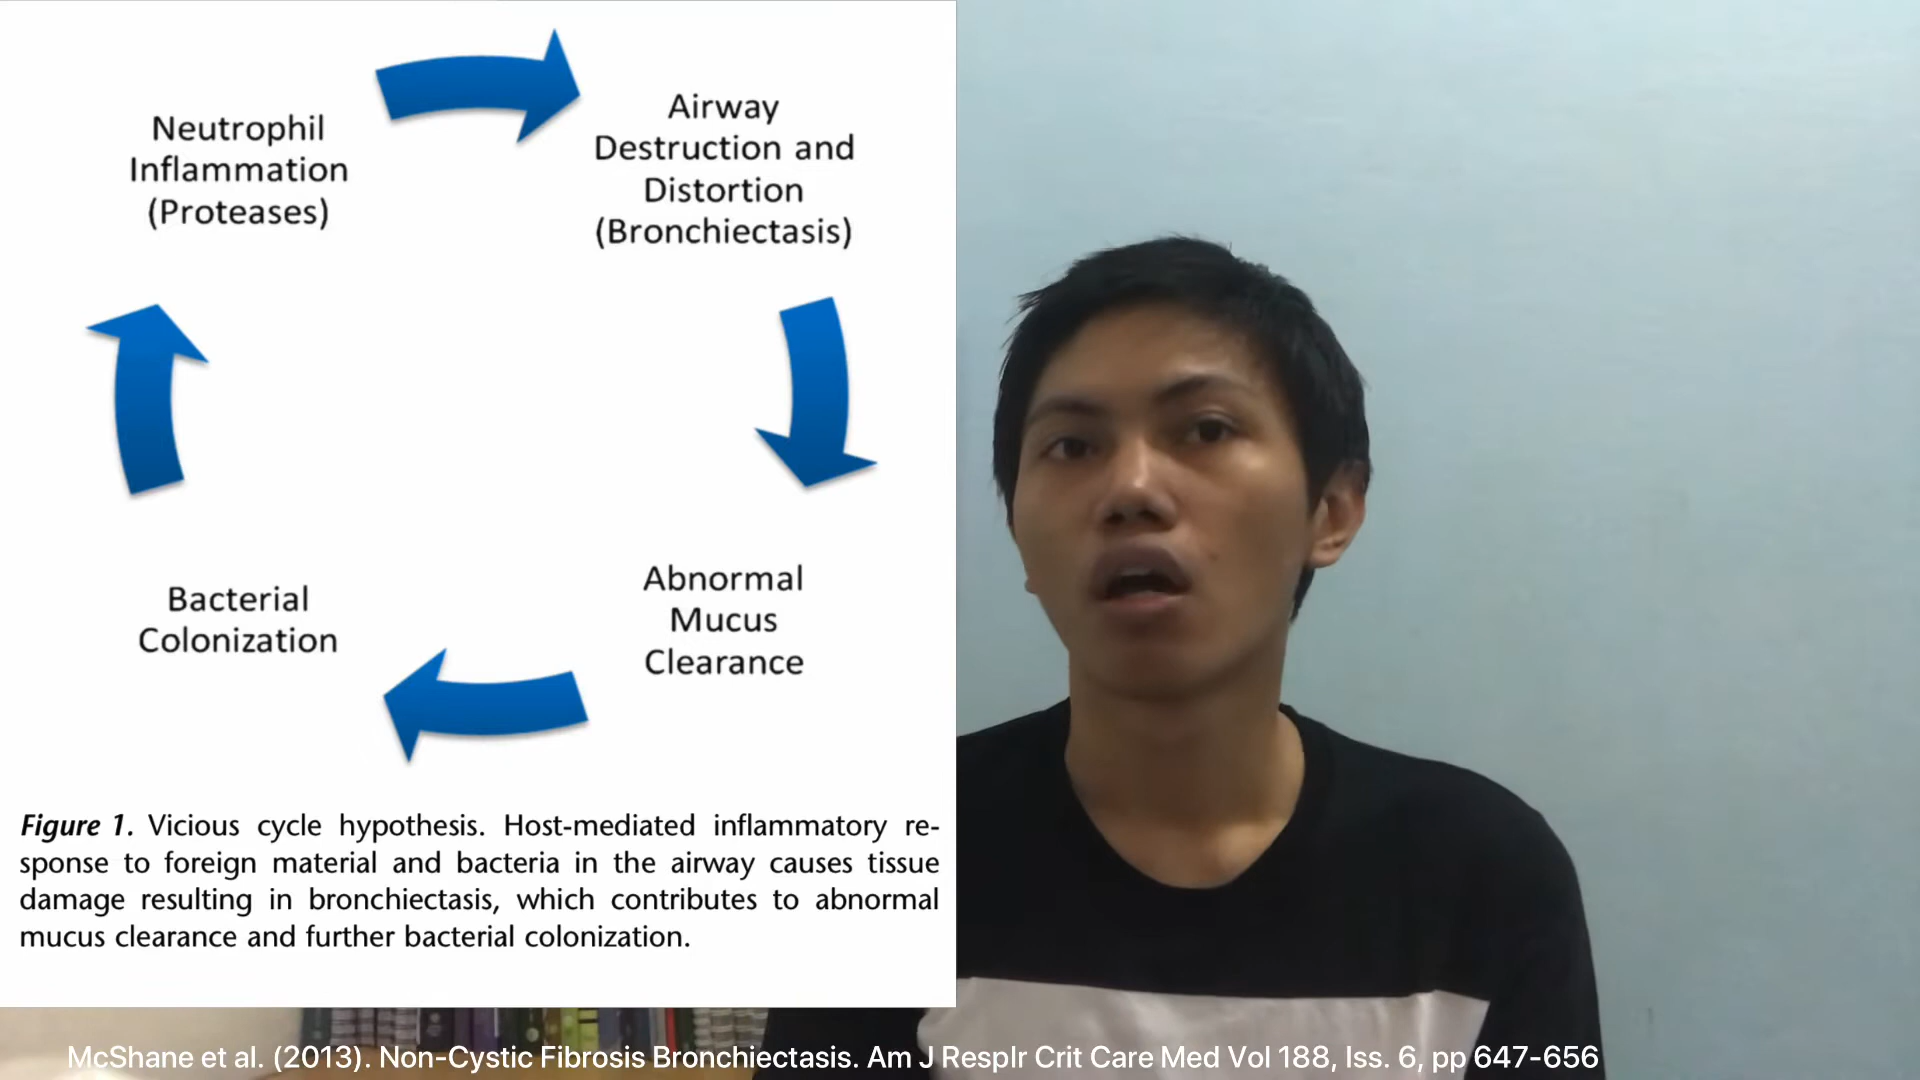 Neutrophil
Inflammation
(Proteases)
Airway
Destruction and
Distortion
(Bronchiectasis)
Abnormal
Mucus
Clearance
Bacterial
Colonization
Figure 1. Vicious cycle hypothesis. Host-mediated inflammatory re-
sponse to foreign material and bacteria in the airway causes tissue
damage resulting in bronchiectasis, which contributes to abnormal
mucus clearance and further bacterial colonization.
McShane et al. (2013). Non-Cystic Fibrosis Bronchiectasis. Am J RespIr Crit Care Med Vol 188, Iss. 6, pp 647-656